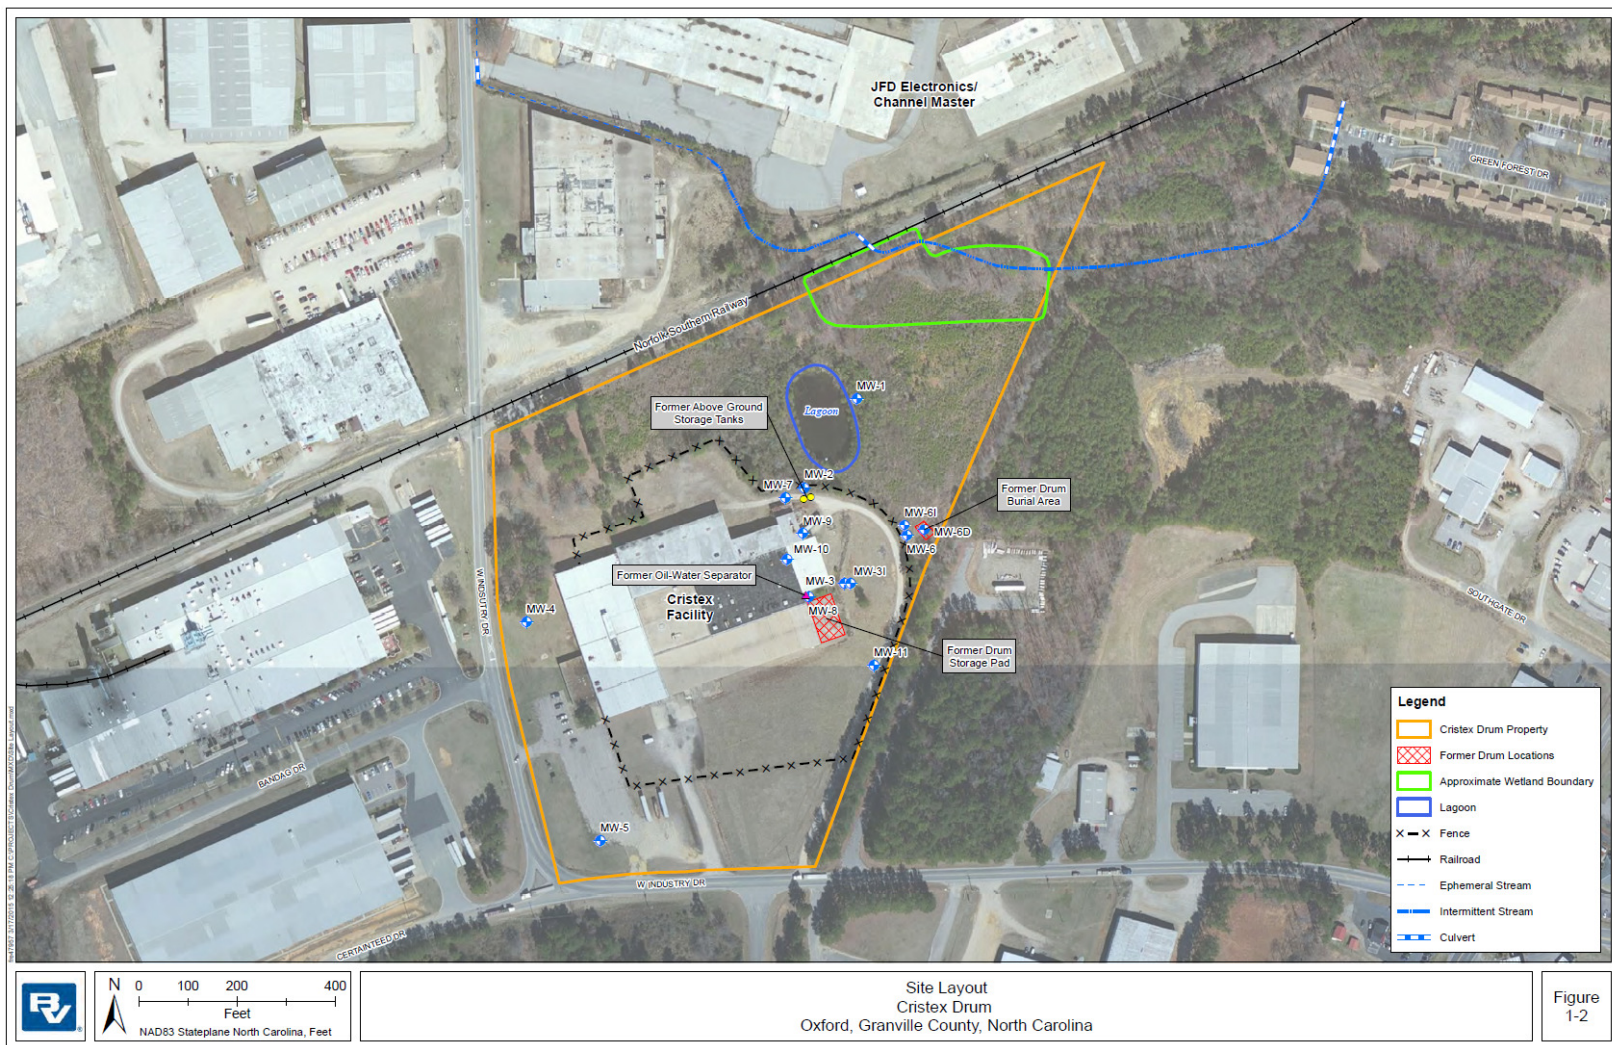 JFD Electronics/
Channel Master
GREEN FOREST DR
Norfolk Southern Railway
MW-1
Former Above Ground
Storage Tanks
Lagoon
MW-2
MW-7
Former Drum
Burial Area
MW-6I
MW-9
MW-6D
MW-6
MW-10
Former Oil-Water Separator
MW-3
MW-3I
Cristex
Facility
MW-8
MW-4
W INDSUTRY DR
SOUTHGATE DR
Former Drum
Storage Pad
MW-11
BANDAG DR
MW-5
W INDUSTRY DR
CERTAINTEED DR
Legend
Cristex Drum Property
Former Drum Locations
Approximate Wetland Boundary
Lagoon
Fence
Railroad
Ephemeral Stream
Intermittent Stream
Culvert
BV
®
N
0 100 200 400
Feet
NAD83 Stateplane North Carolina, Feet
Site Layout
Cristex Drum
Oxford, Granville County, North Carolina
Figure
1-2